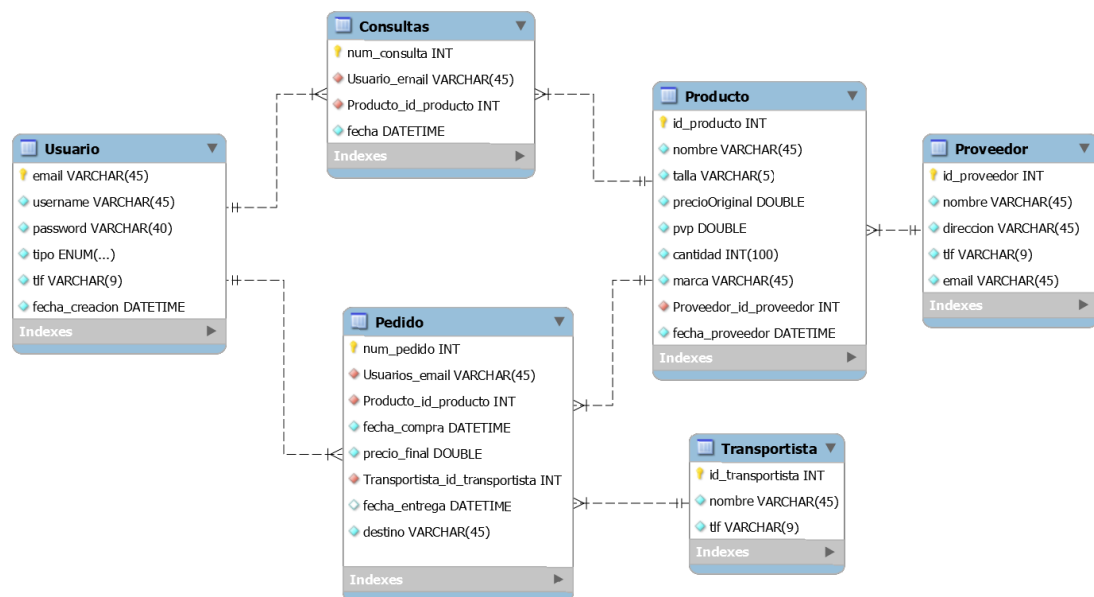 Consultas
num_consulta INT
Usuario_email VARCHAR(45)
Producto_id_producto INT
fecha DATETIME
Indexes
Usuario
email VARCHAR(45)
username VARCHAR(45)
password VARCHAR(40)
tipo ENUM(...)
tlf VARCHAR(9)
fecha_creacion DATETIME
Indexes
Producto
id_producto INT
nombre VARCHAR(45)
talla VARCHAR(5)
precioOriginal DOUBLE
pvp DOUBLE
cantidad INT(100)
marca VARCHAR(45)
Proveedor_id_proveedor INT
fecha_proveedor DATETIME
Indexes
Proveedor
id_proveedor INT
nombre VARCHAR(45)
direccion VARCHAR(45)
tlf VARCHAR(9)
email VARCHAR(45)
Indexes
Pedido
num_pedido INT
Usuarios_email VARCHAR(45)
Producto_id_producto INT
fecha_compra DATETIME
precio_final DOUBLE
Transportista_id_transportista INT
fecha_entrega DATETIME
destino VARCHAR(45)
Indexes
Transportista
id_transportista INT
nombre VARCHAR(45)
tlf VARCHAR(9)
Indexes